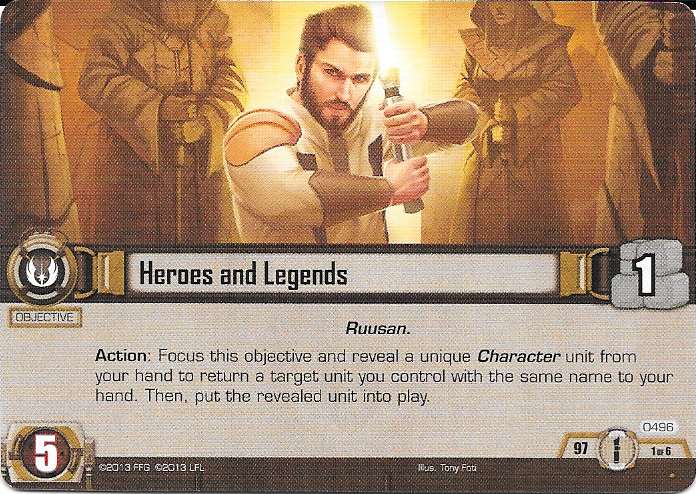 Heroes and Legends
1
OBJECTIVE
Ruusan.
Action: Focus this objective and reveal a unique Character unit from
your hand to return a target unit you control with the same name to your
hand. Then, put the revealed unit into play.
0496
5
97
1 OF 6
©2013 FFG ©2013 LFL
Illus. Tony Foti